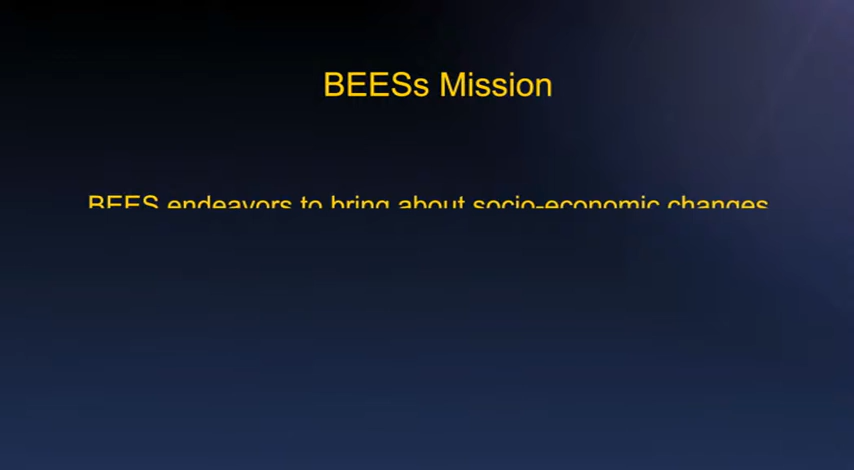 BEESs Mission
BEES endeavors to bring about socio-economic changes